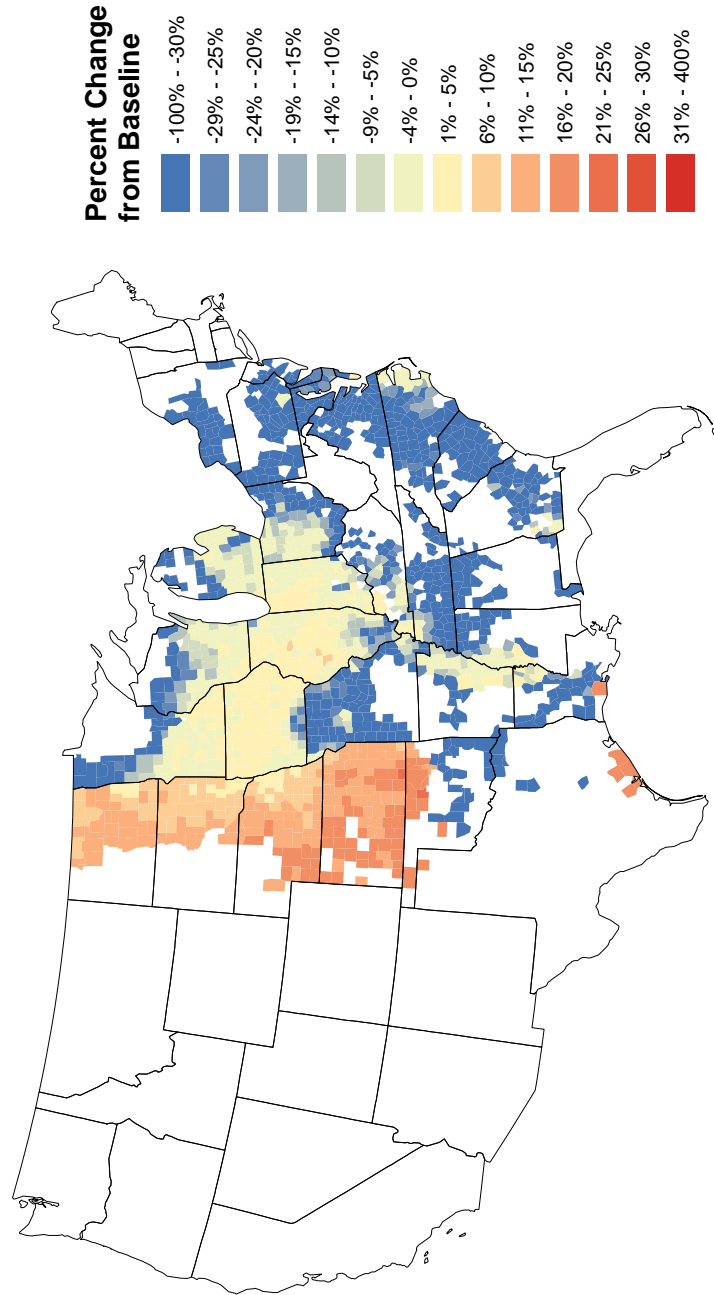 Percent Change
from Baseline
-100% - -30%
-29% - -25%
-24% - -20%
-19% - -15%
-14% - -10%
-9% - -5%
-4% - 0%
1% - 5%
6% - 10%
11% - 15%
16% - 20%
21% - 25%
26% - 30%
31% - 400%